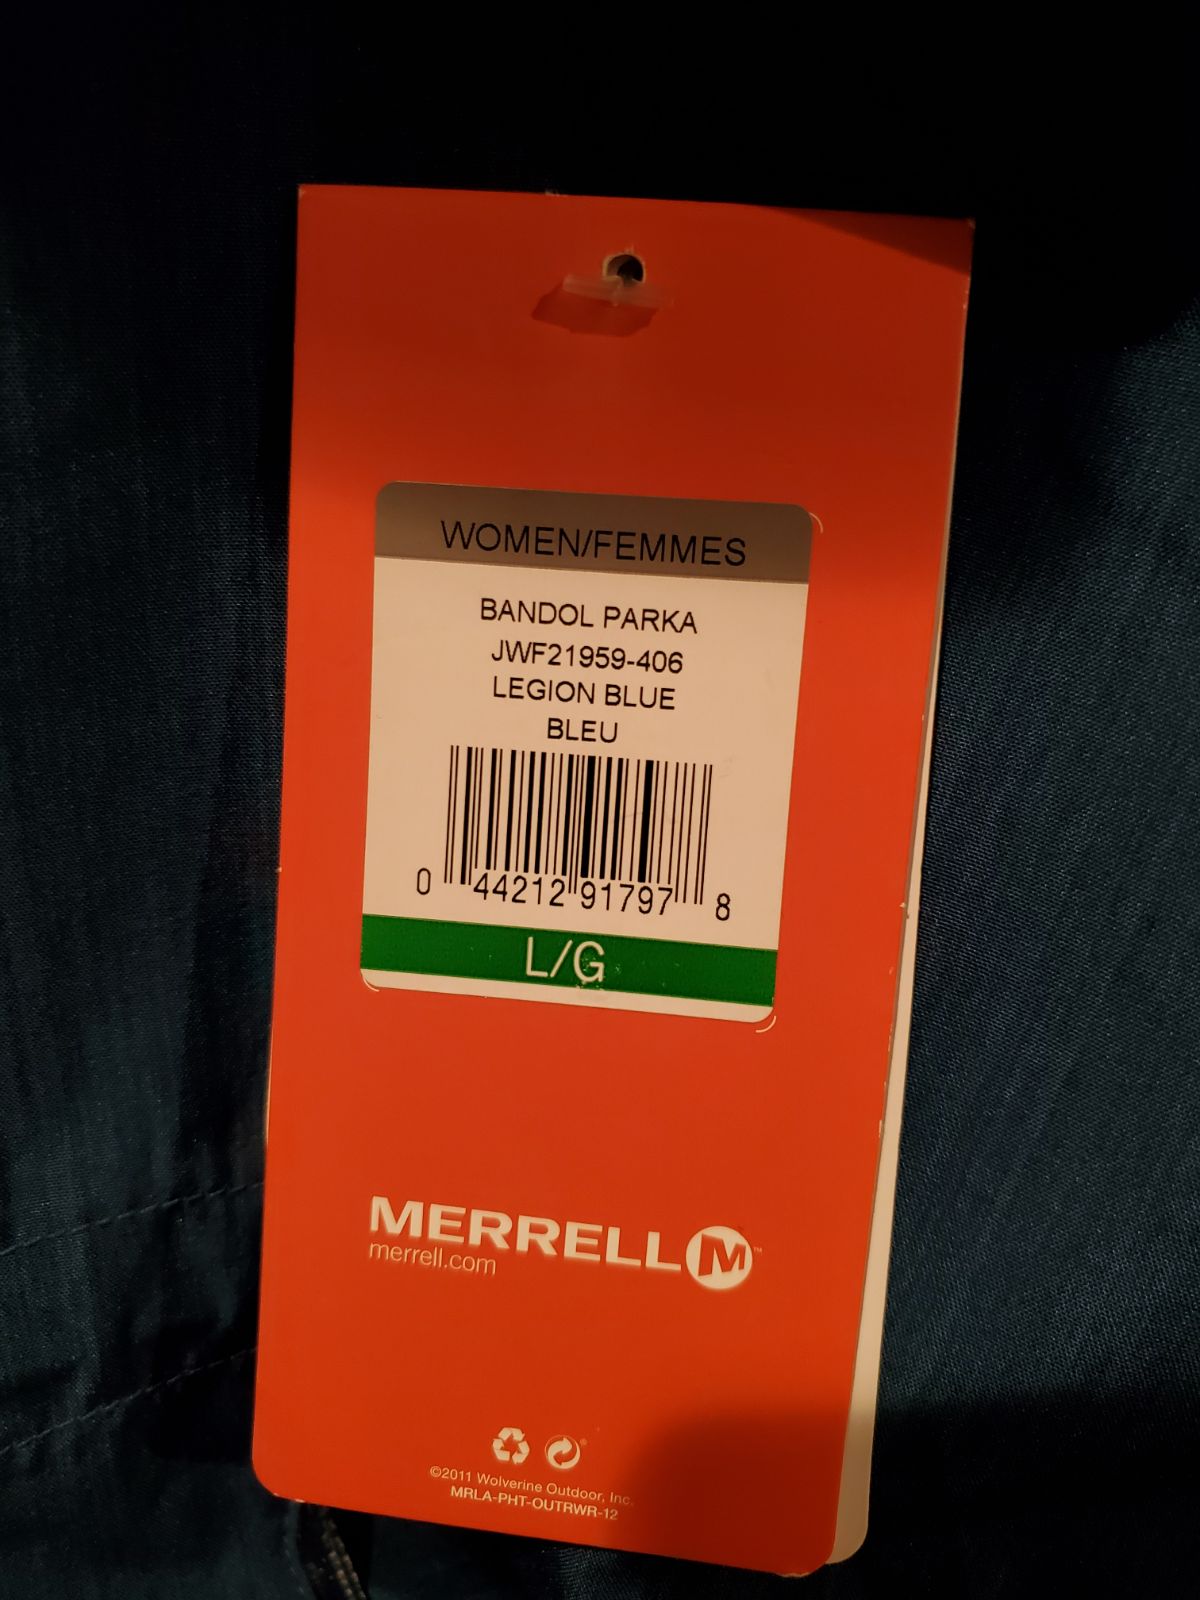 WOMEN/FEMMES
BANDOL PARKA
JWF21959-406
LEGION BLUE
BLEU
0 44212 91797 8
L/G
MERRELL M™
merrell.com
©2011 Wolverine Outdoor, Inc.
MRLA-PHT-OUTRWR-12